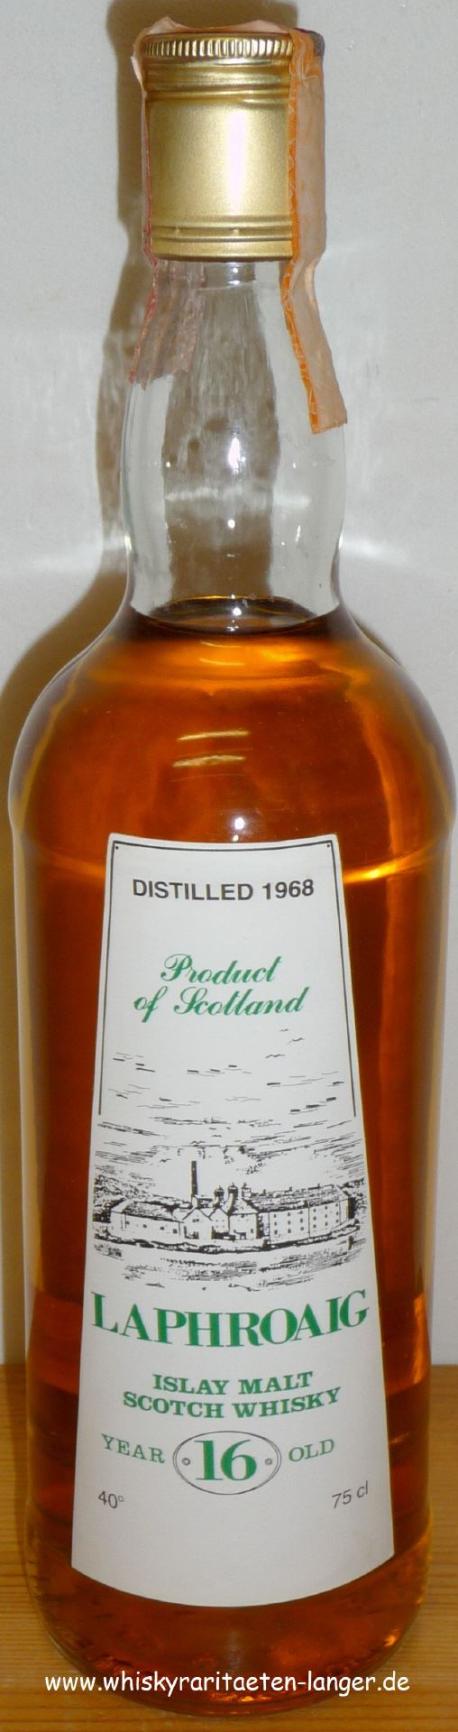 DISTILLED 1968
Product
of Scotland
LAPHROAIG
ISLAY MALT
SCOTCH WHISKY
YEAR 16 OLD
40° 75 cl
www.whiskyraritaeten-langer.de